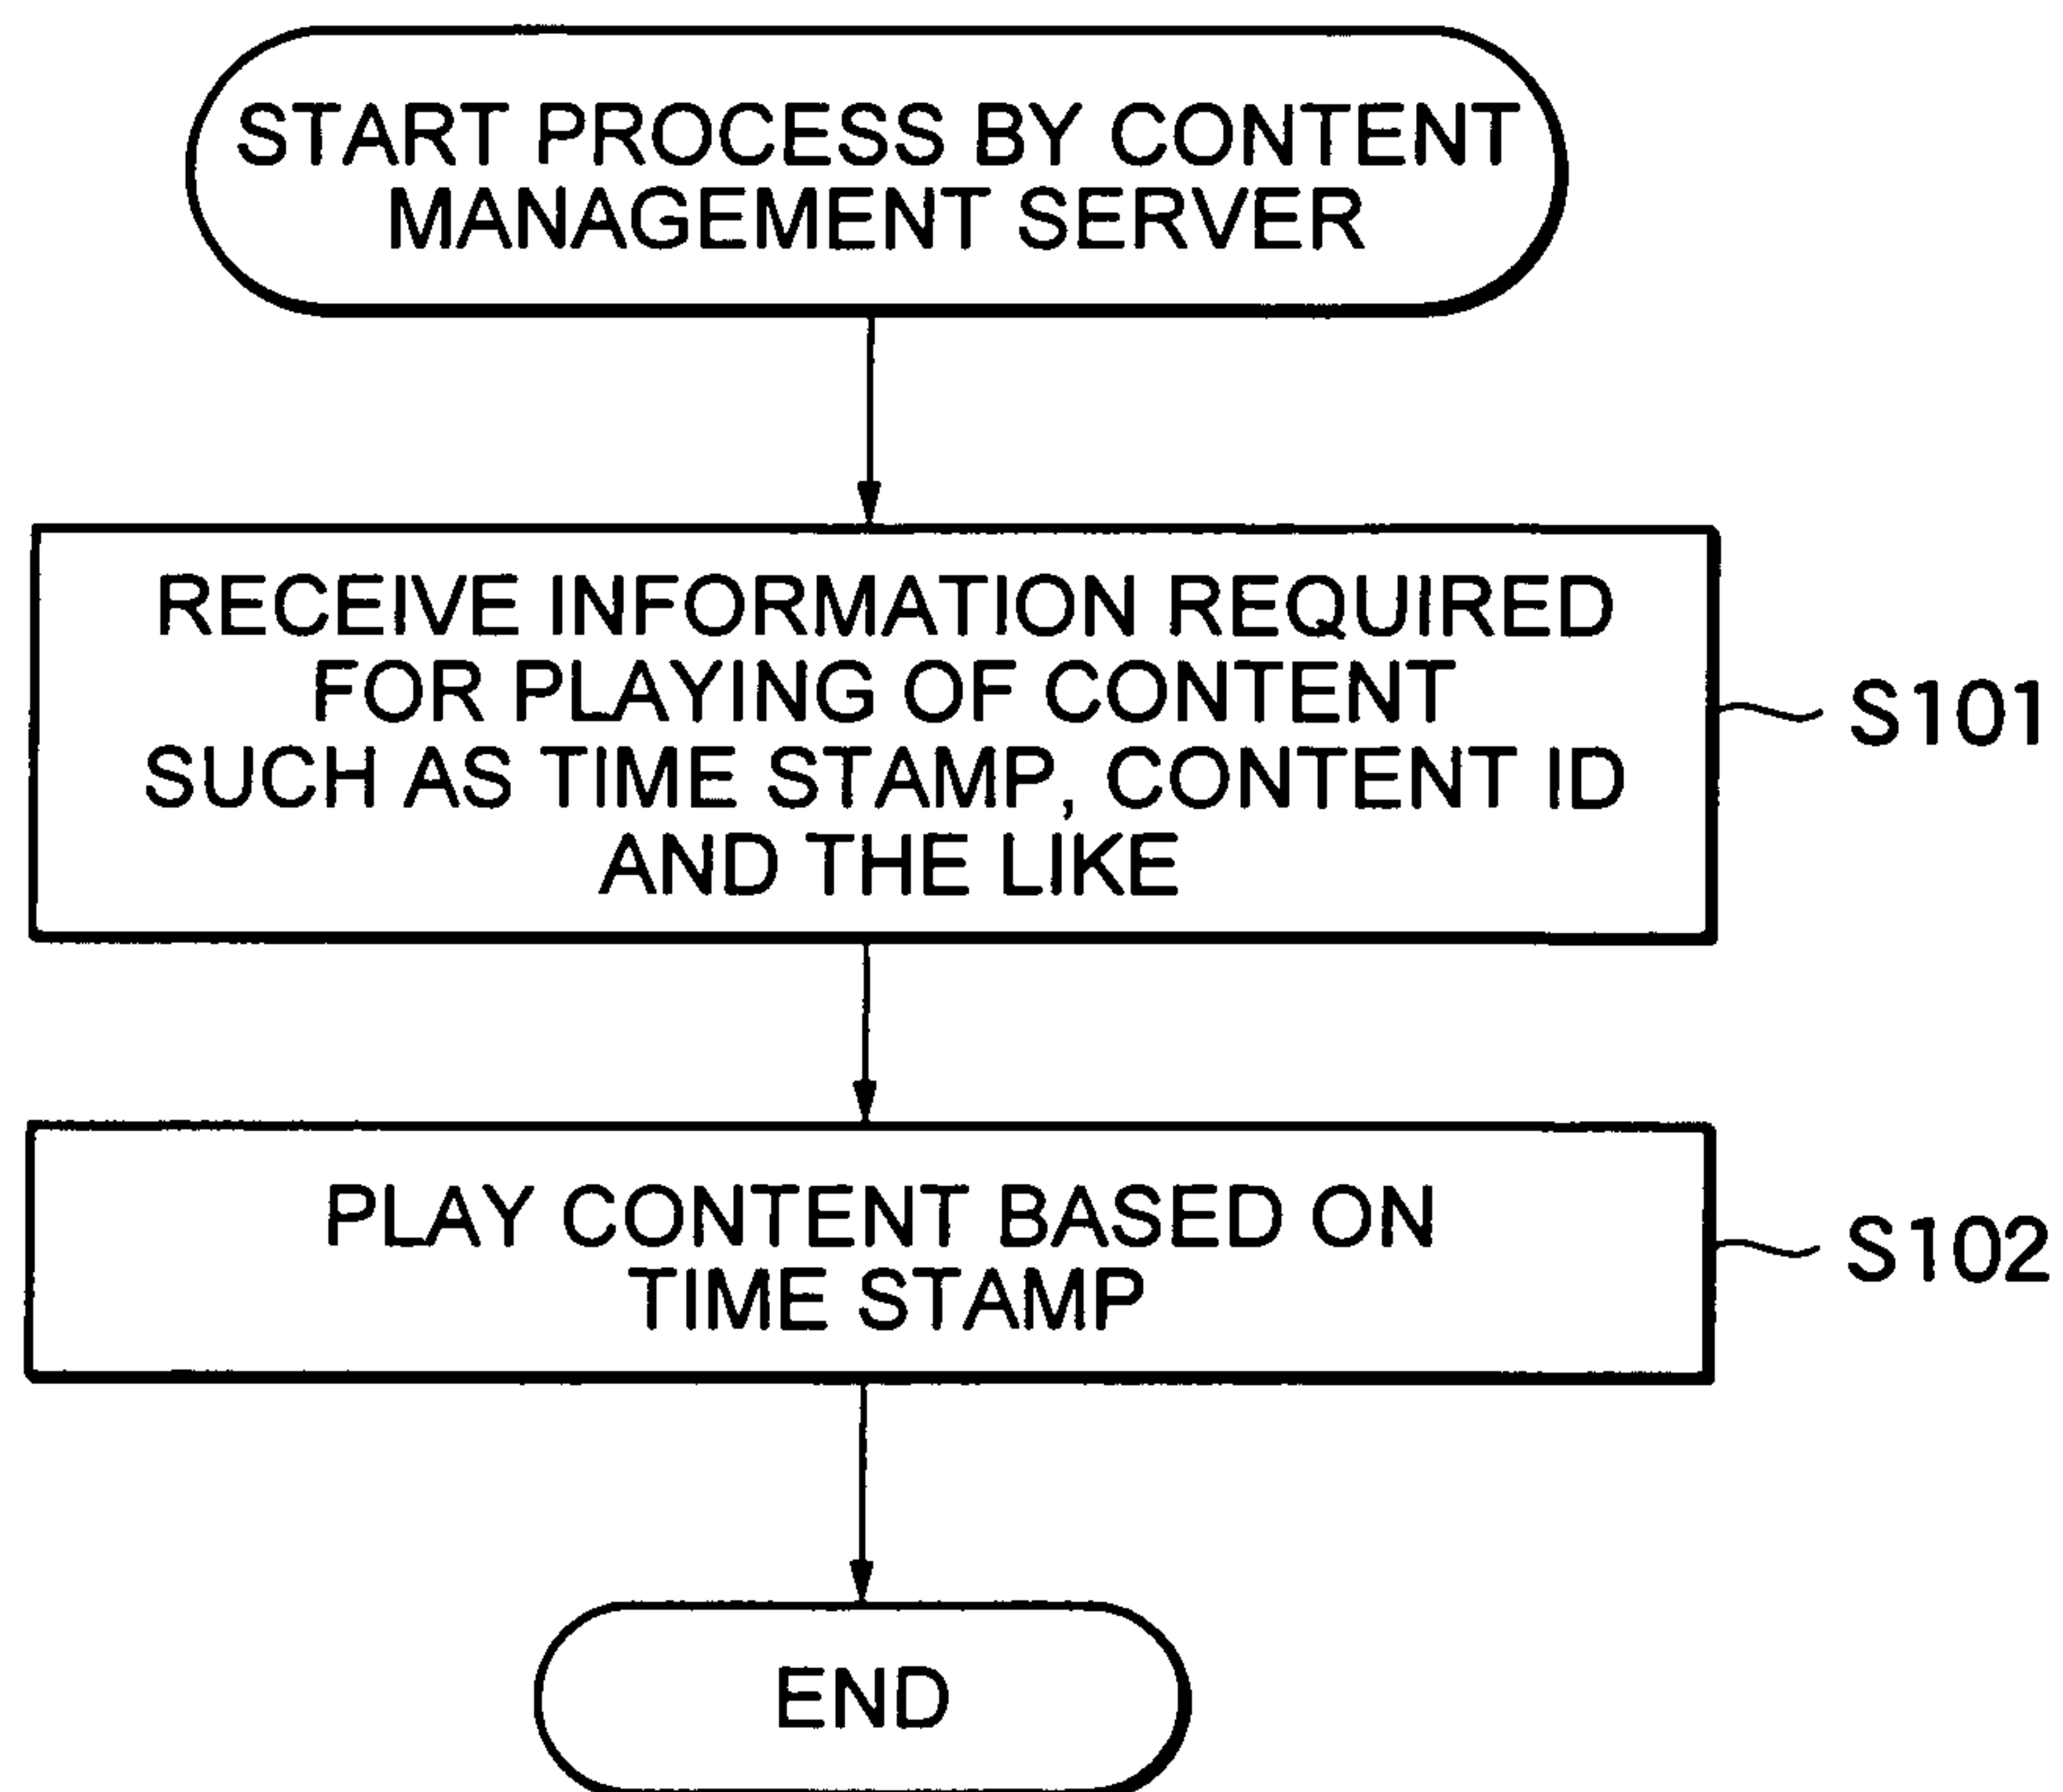 START PROCESS BY CONTENT
MANAGEMENT SERVER
RECEIVE INFORMATION REQUIRED
FOR PLAYING OF CONTENT
SUCH AS TIME STAMP, CONTENT ID
AND THE LIKE
S101
PLAY CONTENT BASED ON
TIME STAMP
S102
END